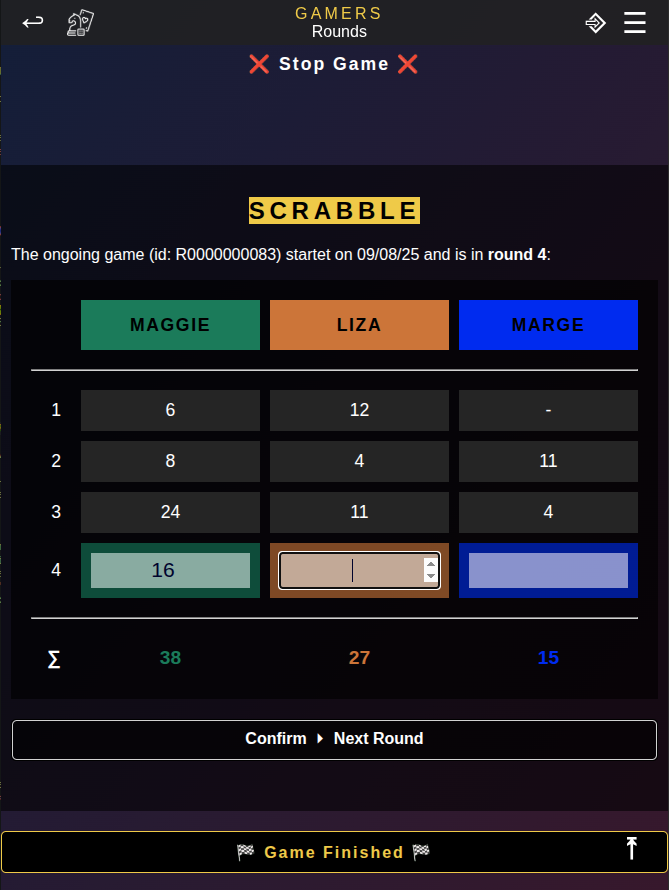 GAMERS
Rounds
❌ Stop Game ❌
SCRABBLE
The ongoing game (id: R0000000083) startet on 09/08/25 and is in round 4:
MAGGIE LIZA MARGE
1 6 12 -
2 8 4 11
3 24 11 4
4 16
Σ 38 27 15
Confirm ▸ Next Round
🏁 Game Finished 🏁